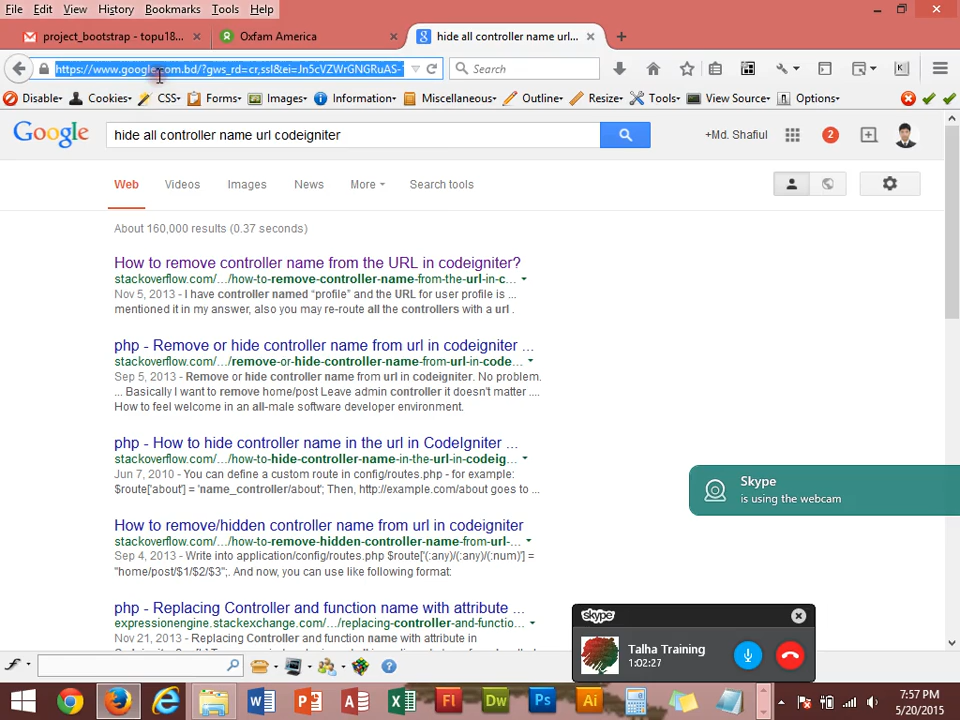 File Edit View History Bookmarks Tools Help
project_bootstrap - topu18... × Oxfam America × hide all controller name url... × +
https://www.google.com.bd/?gws_rd=cr,ssl&ei=Jn5cVZWrGNGRuAS- Search
Disable Cookies CSS Forms Images Information Miscellaneous Outline Resize Tools View Source Options
Google hide all controller name url codeigniter +Md. Shafiul 2
Web Videos Images News More Search tools
About 160,000 results (0.37 seconds)
How to remove controller name from the URL in codeigniter?
stackoverflow.com/.../how-to-remove-controller-name-from-the-url-in-c...
Nov 5, 2013 - I have controller named “profile” and the URL for user profile is ...
mentioned it in my answer, also you may re-route all the controllers with a url .
php - Remove or hide controller name from url in codeigniter ...
stackoverflow.com/.../remove-or-hide-controller-name-from-url-in-code...
Sep 5, 2013 - Remove or hide controller name from url in codeigniter. No problem.
... Basically I want to remove home/post Leave admin controller it doesn't matter ....
How to feel welcome in an all-male software developer environment.
php - How to hide controller name in the url in CodeIgniter ...
stackoverflow.com/.../how-to-hide-controller-name-in-the-url-in-codeig...
Jun 7, 2010 - You can define a custom route in config/routes.php - for example:
$route['about'] = 'name_controller/about'; Then, http://example.com/about goes to ...
Skype
is using the webcam
How to remove/hidden controller name from url in codeigniter
stackoverflow.com/.../how-to-remove-hidden-controller-name-from-url-...
Sep 4, 2013 - Write into application/config/routes.php $route['(:any)/(:any)/(:num)'] =
"home/post/$1/$2/$3";. And now, you can use like following format:
php - Replacing Controller and function name with attribute ...
expressionengine.stackexchange.com/.../replacing-controller-and-functio...
Nov 21, 2013 - Replacing Controller and function name with attribute in
skype
Talha Training
1:02:27
7:57 PM
5/20/2015